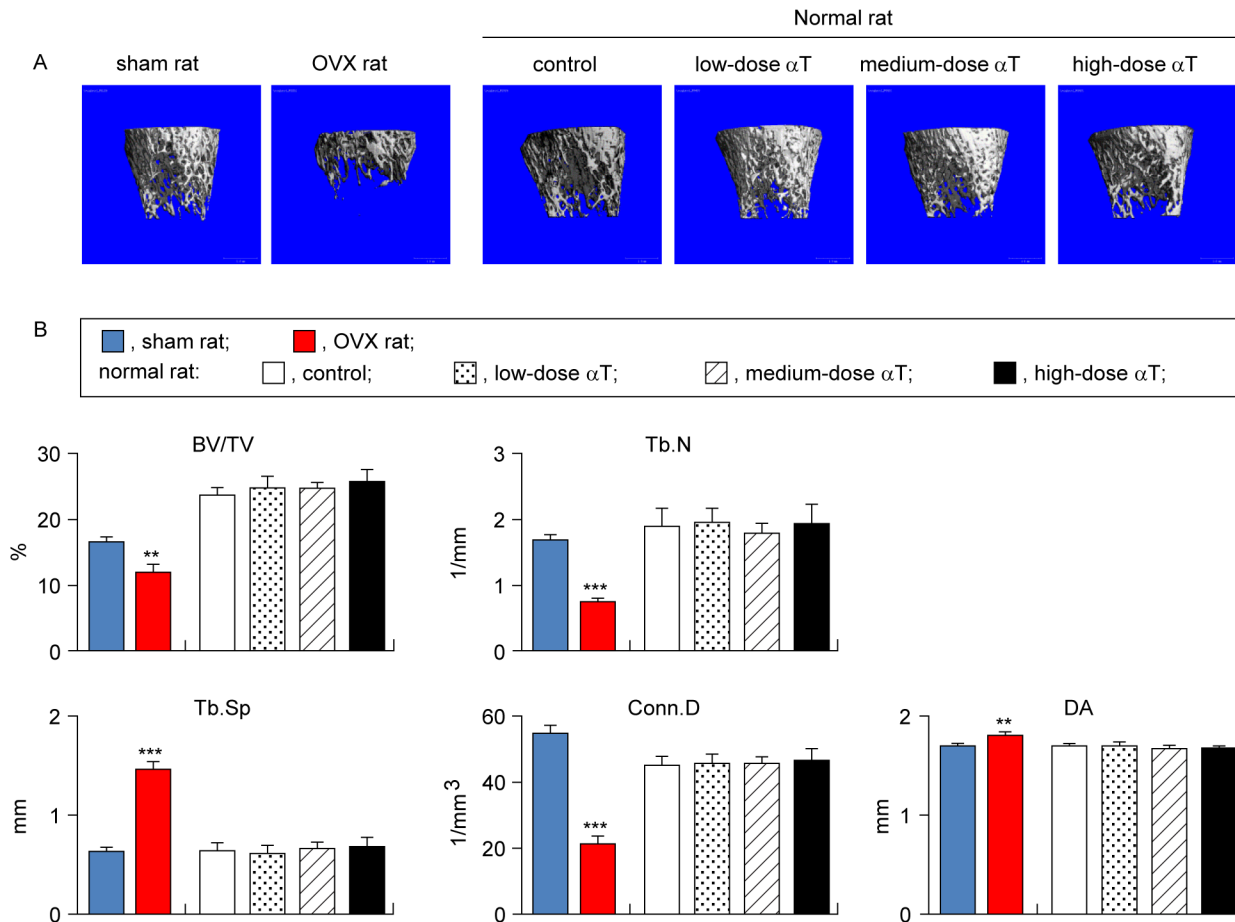 Normal rat
A
sham rat
OVX rat
control
low-dose αT
medium-dose αT
high-dose αT
B
, sham rat;
, OVX rat;
normal rat:
, control;
, low-dose αT;
, medium-dose αT;
, high-dose αT;
BV/TV
30
20
10
0
%
**
Tb.N
3
2
1
0
1/mm
***
Tb.Sp
2
1
0
mm
***
Conn.D
60
40
20
0
1/mm3
***
DA
2
1
0
mm
**